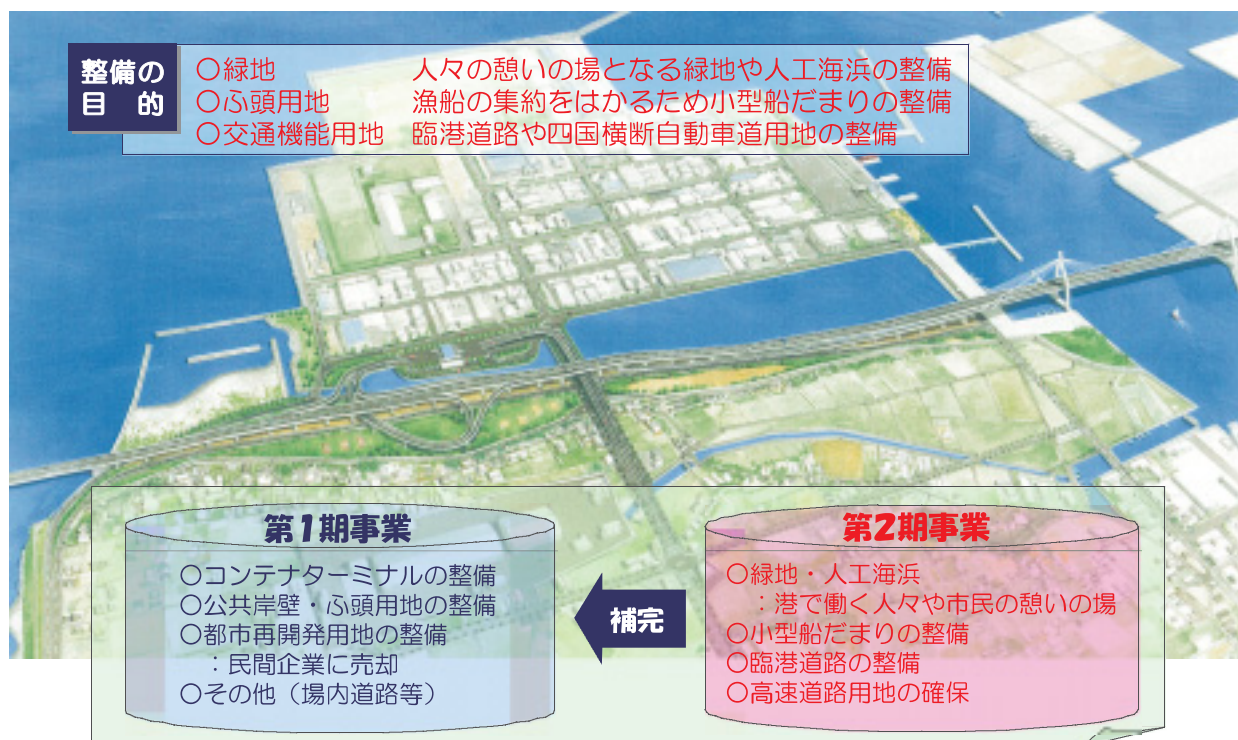 整備の
目　的
○緑地　人々の憩いの場となる緑地や人工海浜の整備
○ふ頭用地　漁船の集約をはかるため小型船だまりの整備
○交通機能用地　臨港道路や四国横断自動車道用地の整備
第1期事業
○コンテナターミナルの整備
○公共岸壁・ふ頭用地の整備
○都市再開発用地の整備
：民間企業に売却
○その他（場内道路等）
補完
第2期事業
○緑地・人工海浜
：港で働く人々や市民の憩いの場
○小型船だまりの整備
○臨港道路の整備
○高速道路用地の確保